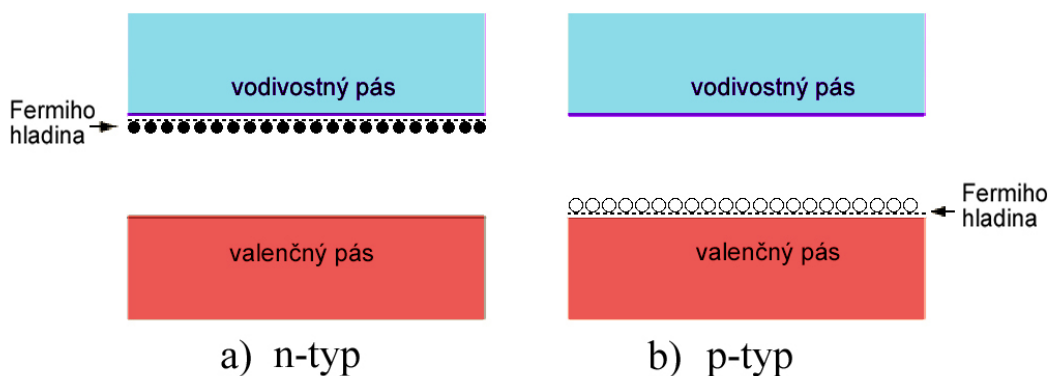 vodivostný pás
Fermiho
hladina
valenčný pás
a) n-typ
vodivostný pás
Fermiho
hladina
valenčný pás
b) p-typ